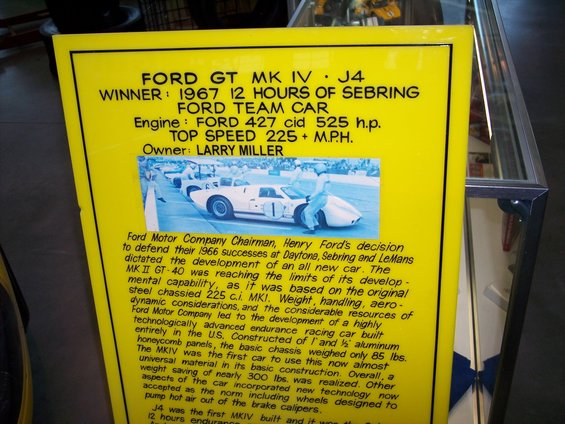 FORD GT MK IV · J4
WINNER: 1967 12 HOURS OF SEBRING
FORD TEAM CAR
Engine: FORD 427 cid 525 h.p.
TOP SPEED 225+ M.P.H.
Owner: LARRY MILLER
1
Ford Motor Company Chairman, Henry Ford's decision
to defend their 1966 successes at Daytona, Sebring and LeMans
dictated the development of an all new car. The
MK II GT-40 was reaching the limits of its develop-
mental capability, as it was based on the original
steel chassied 225 c.i. MKI. Weight, handling, aero-
dynamic considerations, and the considerable resources of
Ford Motor Company led to the development of a highly
technologically advanced endurance racing car built
entirely in the U.S. Constructed of 1" and ½" aluminum
honeycomb panels, the basic chassis weighed only 85 lbs.
The MKIV was the first car to use this now almost
universal material in its basic construction. Overall, a
weight saving of nearly 300 lbs. was realized. Other
aspects of the car incorporated new technology now
accepted as the norm including wheels designed to
pump hot air out of the brake calipers.
J4 was the first MKIV built and it won the
12 hours endurance